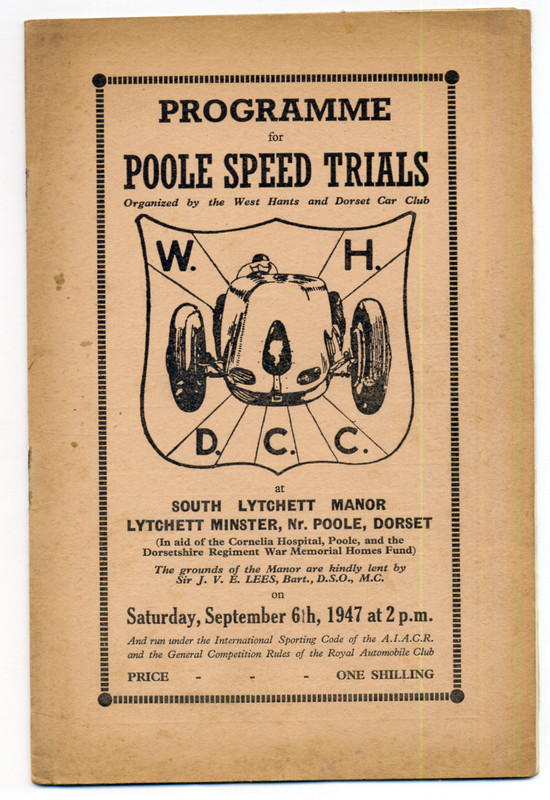 PROGRAMME
for
POOLE SPEED TRIALS
Organized by the West Hants and Dorset Car Club
W. H.
D. C. C.
at
SOUTH LYTCHETT MANOR
LYTCHETT MINSTER, Nr. POOLE, DORSET
(In aid of the Cornelia Hospital, Poole, and the
Dorsetshire Regiment War Memorial Homes Fund)
The grounds of the Manor are kindly lent by
Sir J. V. E. LEES, Bart., D.S.O., M.C.
on
Saturday, September 6th, 1947 at 2 p.m.
And run under the International Sporting Code of the A.I.A.C.R.
and the General Competition Rules of the Royal Automobile Club
PRICE - - - ONE SHILLING